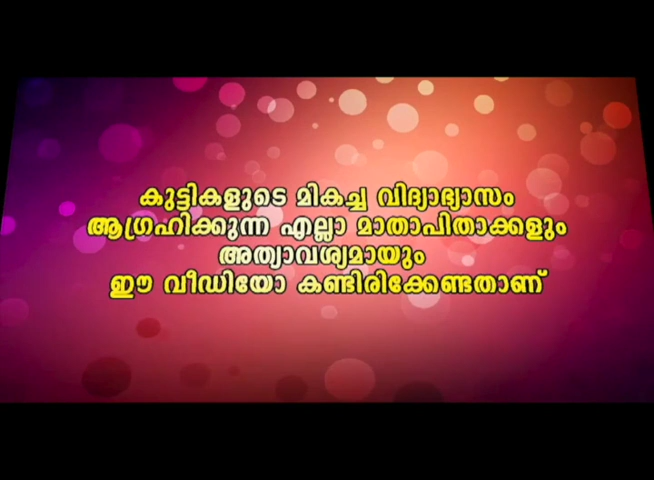 കുട്ടികളുടെ മികച്ച വിദ്യാഭ്യാസം
ആഗ്രഹിക്കുന്ന എല്ലാ മാതാപിതാക്കളും
അത്യാവശ്യമായും
ഈ വീഡിയോ കണ്ടിരിക്കേണ്ടതാണ്